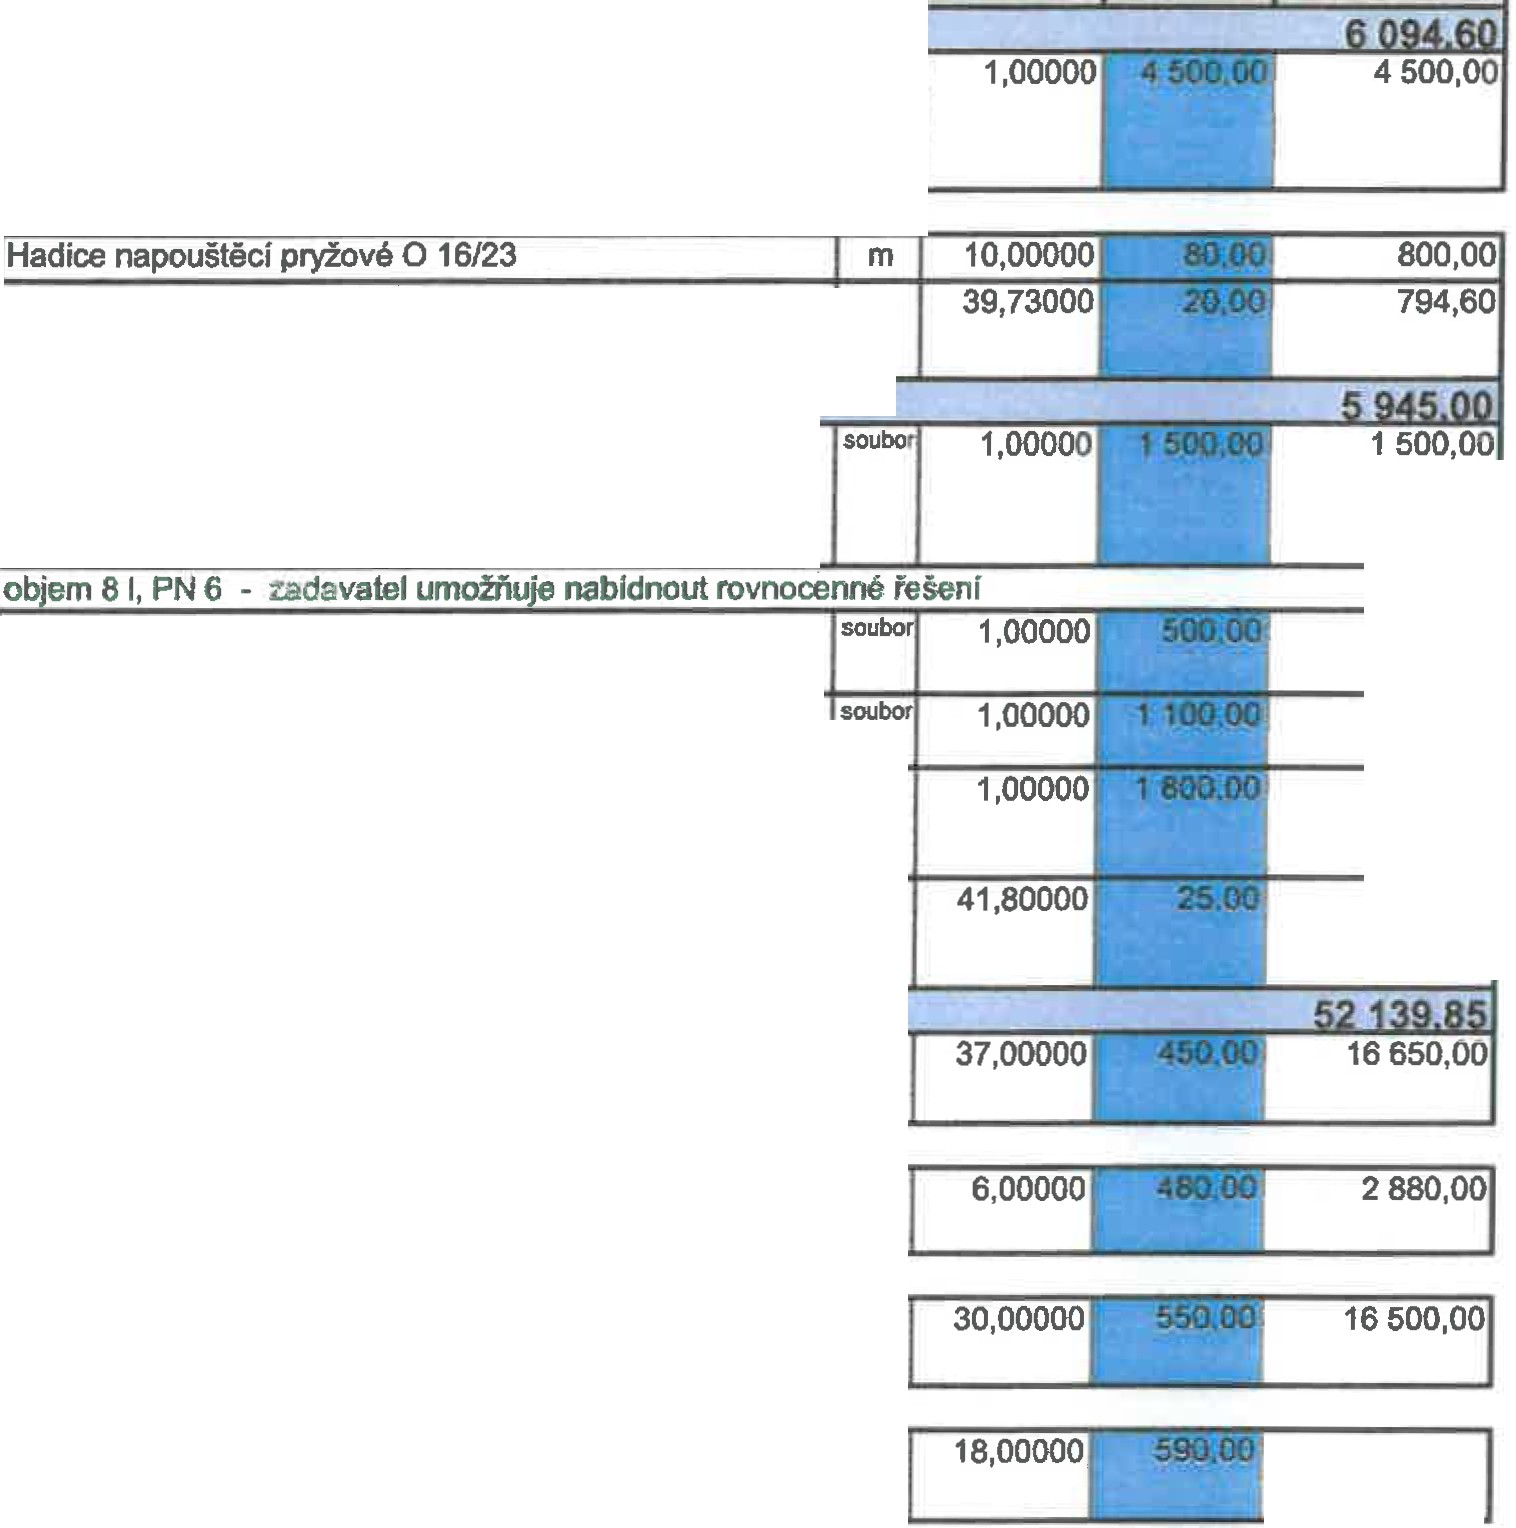 6 094,60
1,00000 4 500,00 4 500,00
Hadice napouštěcí pryžové O 16/23 m 10,00000 80,00 800,00
39,73000 20,00 794,60
5 945,00
soubor 1,00000 1 500,00 1 500,00
objem 8 l, PN 6 - zadavatel umožňuje nabídnout rovnocenné řešení
soubor 1,00000 500,00
soubor 1,00000 1 100,00
1,00000 1 800,00
41,80000 25,00
52 139,85
37,00000 450,00 16 650,00
6,00000 480,00 2 880,00
30,00000 550,00 16 500,00
18,00000 590,00